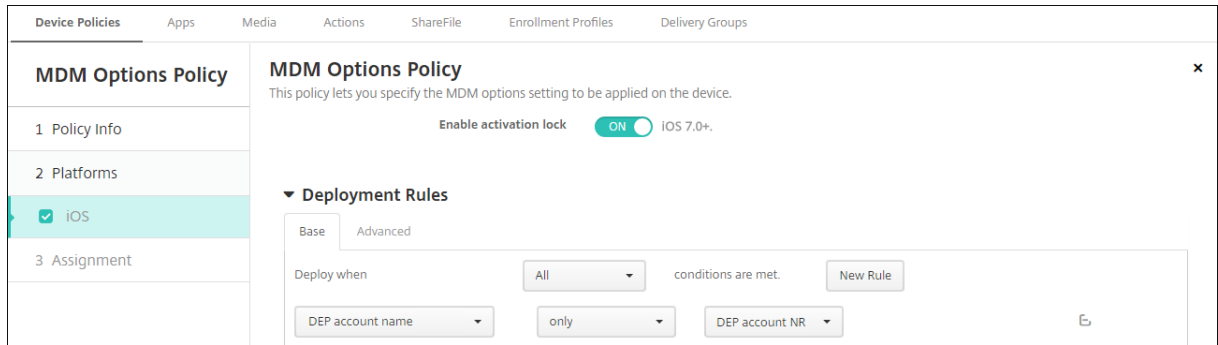 Device Policies Apps Media Actions ShareFile Enrollment Profiles Delivery Groups
MDM Options Policy
1 Policy Info
2 Platforms
iOS
3 Assignment
MDM Options Policy
This policy lets you specify the MDM options setting to be applied on the device.
Enable activation lock ON iOS 7.0+.
Deployment Rules
Base Advanced
Deploy when All conditions are met. New Rule
DEP account name only DEP account NR